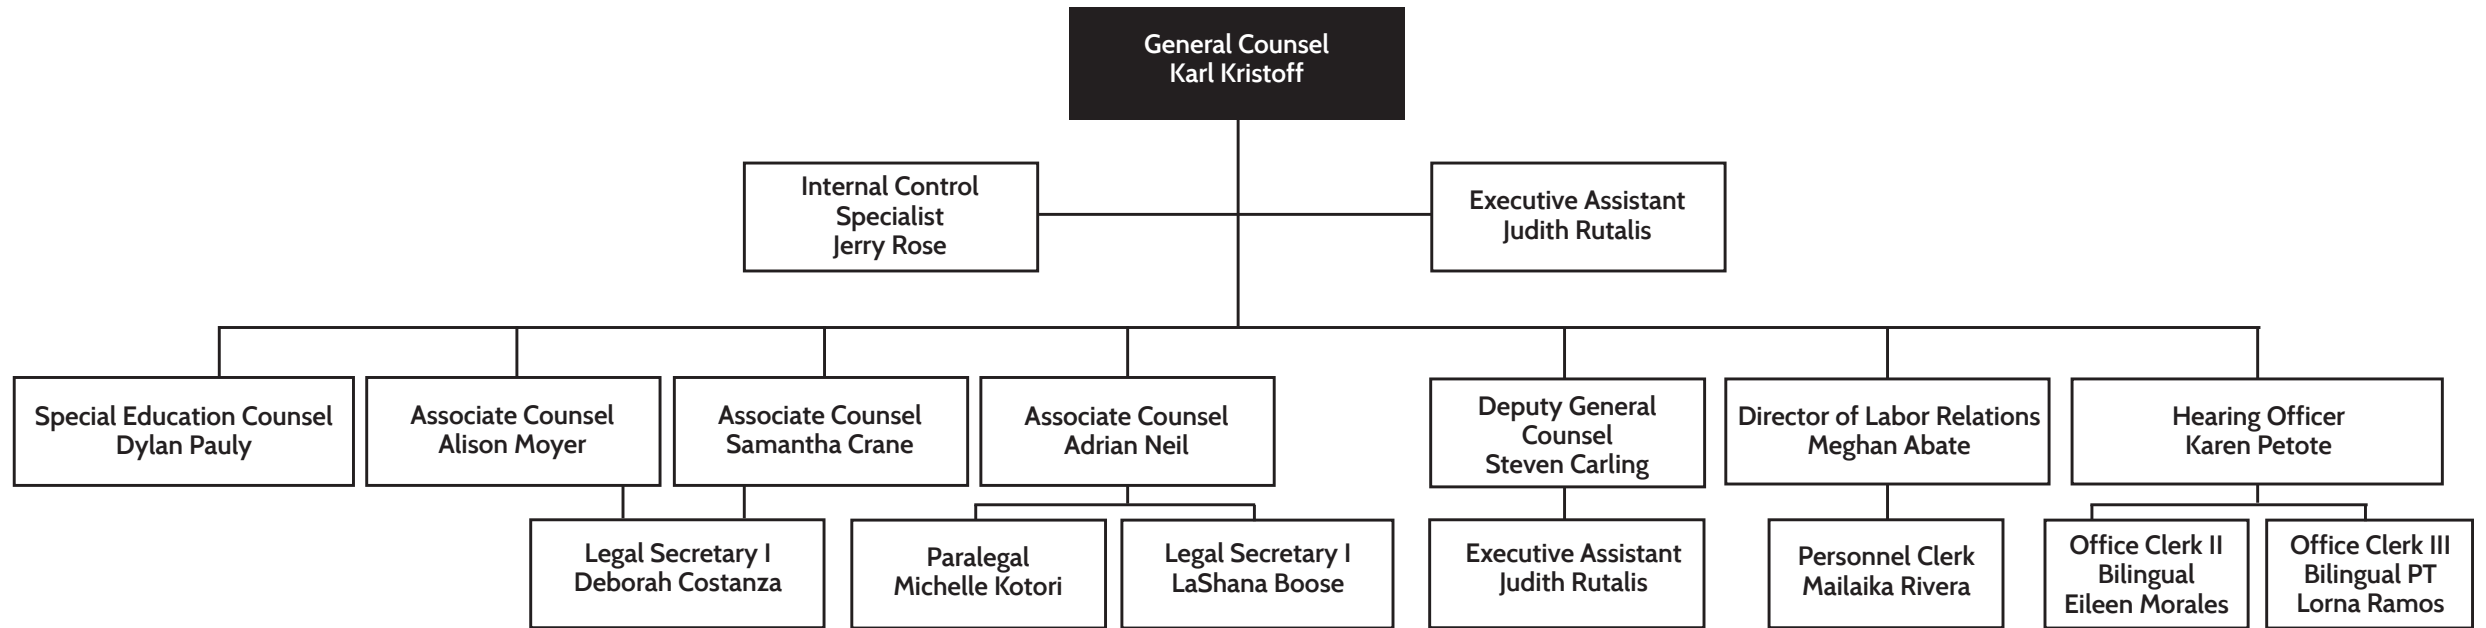 General Counsel
Karl Kristoff
Internal Control
Specialist
Jerry Rose
Executive Assistant
Judith Rutalis
Special Education Counsel
Dylan Pauly
Associate Counsel
Alison Moyer
Associate Counsel
Samantha Crane
Associate Counsel
Adrian Neil
Deputy General
Counsel
Steven Carling
Director of Labor Relations
Meghan Abate
Hearing Officer
Karen Petote
Legal Secretary I
Deborah Costanza
Paralegal
Michelle Kotori
Legal Secretary I
LaShana Boose
Executive Assistant
Judith Rutalis
Personnel Clerk
Mailaika Rivera
Office Clerk II
Bilingual
Eileen Morales
Office Clerk III
Bilingual PT
Lorna Ramos